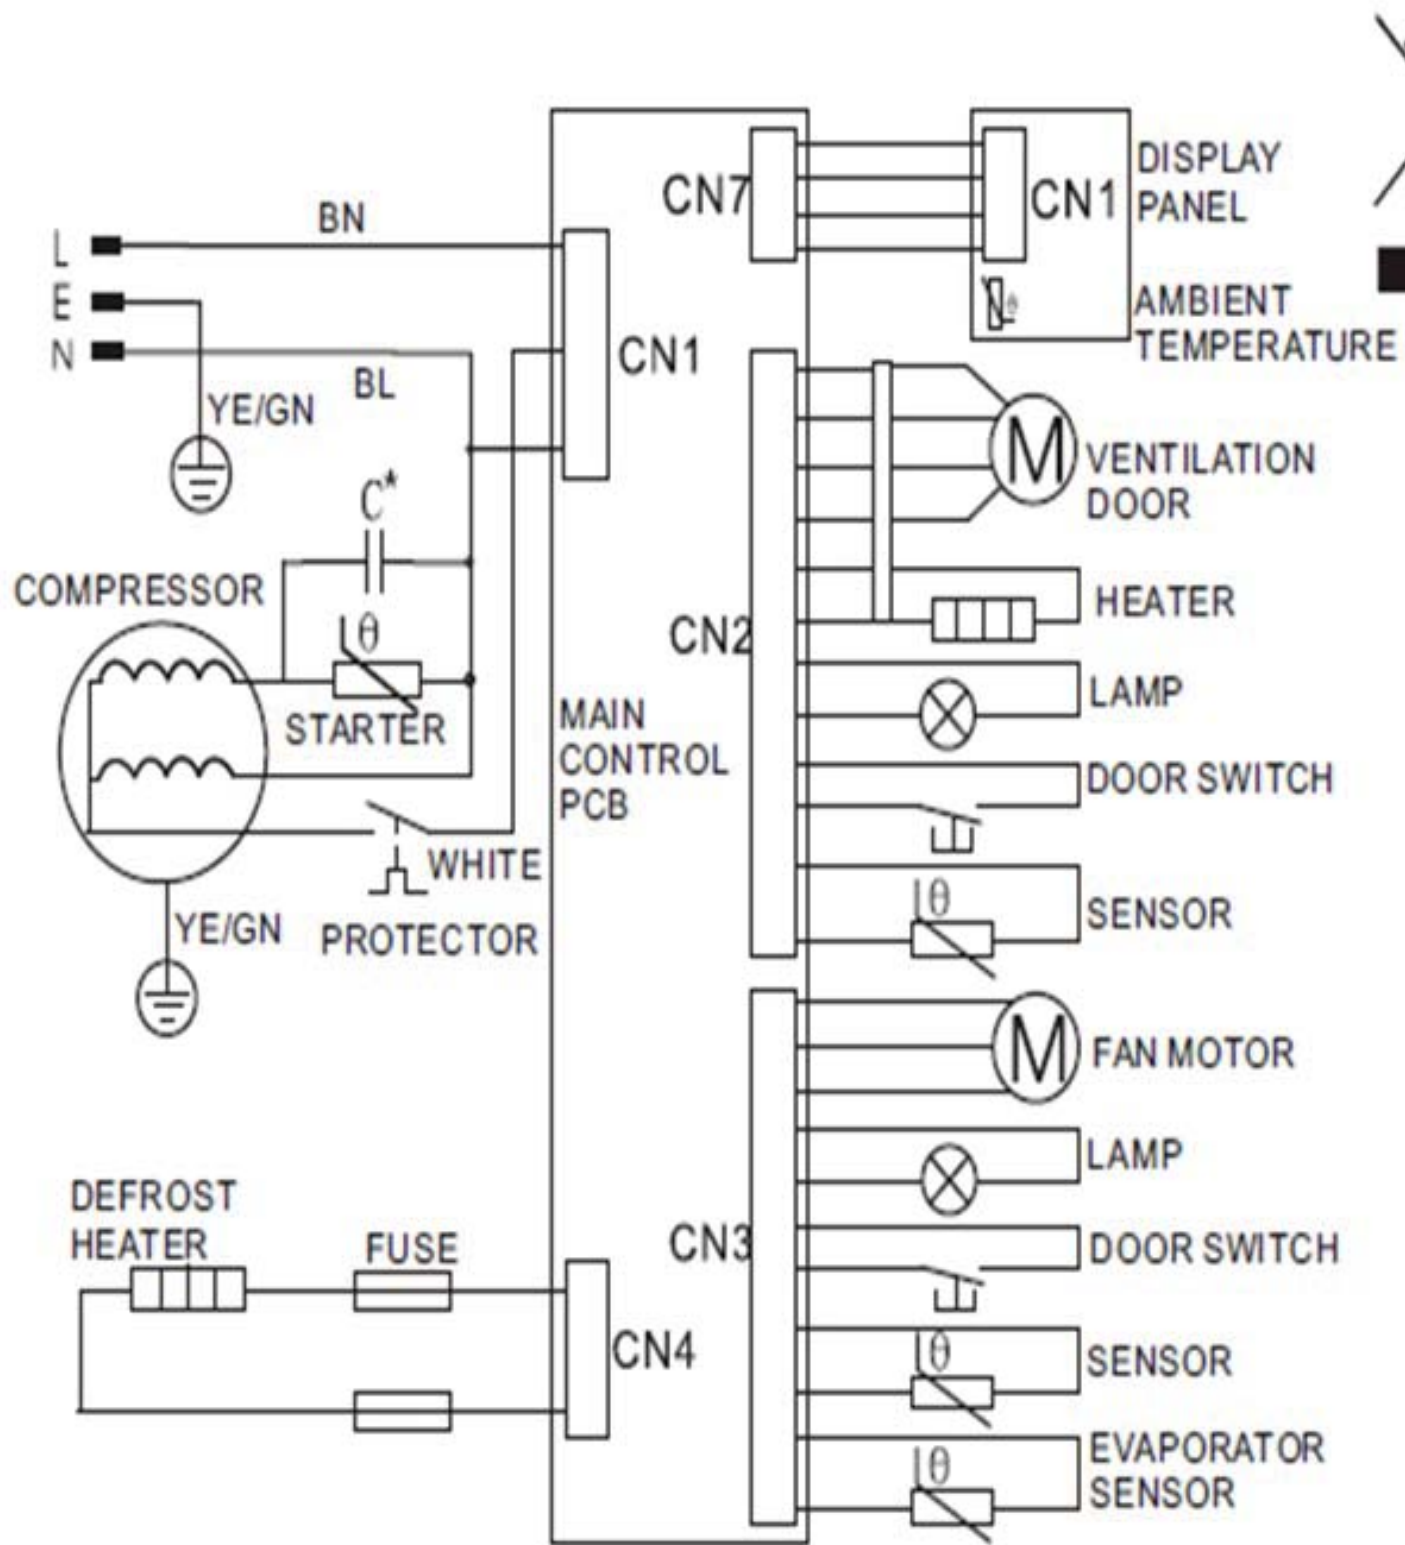 CN7
CN1
DISPLAY
PANEL
AMBIENT
TEMPERATURE
θ
L
BN
E
N
BL
YE/GN
CN1
C*
VENTILATION
DOOR
M
COMPRESSOR
θ
STARTER
HEATER
CN2
LAMP
MAIN
CONTROL
PCB
DOOR SWITCH
WHITE
PROTECTOR
YE/GN
θ
SENSOR
M
FAN MOTOR
LAMP
DEFROST
HEATER
FUSE
CN3
DOOR SWITCH
CN4
θ
SENSOR
θ
EVAPORATOR
SENSOR